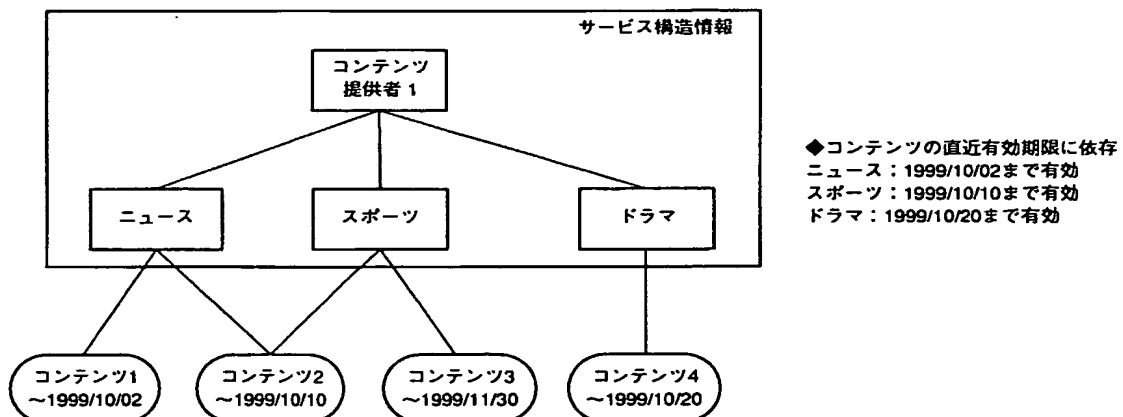 サービス構造情報
コンテンツ
提供者 1
◆コンテンツの直近有効期限に依存
ニュース：1999/10/02まで有効
スポーツ：1999/10/10まで有効
ドラマ：1999/10/20まで有効
ニュース
スポーツ
ドラマ
コンテンツ1
～1999/10/02
コンテンツ2
～1999/10/10
コンテンツ3
～1999/11/30
コンテンツ4
～1999/10/20